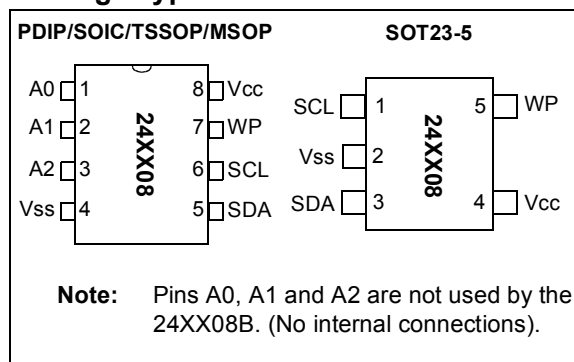 PDIP/SOIC/TSSOP/MSOP
A0 1 8 Vcc
A1 2 7 WP
A2 3 6 SCL
Vss 4 5 SDA
24XX08
SOT23-5
SCL 1 5 WP
Vss 2
SDA 3 4 Vcc
24XX08
Note: Pins A0, A1 and A2 are not used by the
24XX08B. (No internal connections).